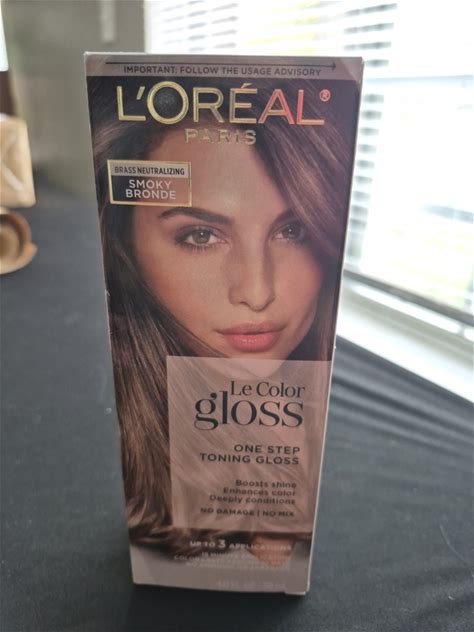 IMPORTANT: FOLLOW THE USAGE ADVISORY
L'ORÉAL®
PARIS
BRASS NEUTRALIZING
SMOKY
BRONDE
Le Color
gloss
ONE STEP
TONING GLOSS
Boosts shine
Enhances color
Deeply conditions
NO DAMAGE | NO MIX
UP TO 3 APPLICATIONS